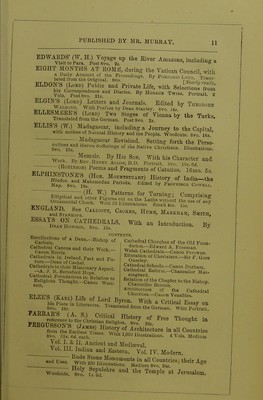 PUBLISHED BY MR. MURRAY. 11
EDWARDS' (W. H.) Voyage up the River Amazon, including a
Visit to Para. Post 8vo. 2s.
EIGHT MONTHS AT ROME, during the Vatican Council, with
a Daily Account of the Proceedings. By Pomponio Leto. Trans-
lated from the Original. 8vo. [Nearly ready.
ELDON'S (Lord) Public and Private Life, with Selections from
his Correspondence and Diaries. By Horace Twiss. Portrait. 2
Vols. Post 8vo. 21s.
ELGIN'S (Lord) Letters and Journals. Edited by Theodore
Walrond. With Preface by Dean Stanley. 8vo. 14s.
ELLESMERE'S (Lord) Two Sieges of Vienna by the Turks.
Translated from the German. Post 8vo. 2s.
ELLIS'S (W.) Madagascar, including a Journey to the Capital,
with notices of Natural History and the People. Woodcuts. 8vo. 16s.
Madagascar Revisited. Setting forth the Perse-
cutions and heroic sufferings of the Native Christians. Illustrations.
8vo. 16s.
Memoir. By His Son. With his Character and
Work. By Rev. Henry Allon, D.D. Portrait. 8vo. 10s. 6d.
(Robinson) Poems and Fragments of Catullus. 16mo. 5s.
ELPHINSTONE'S (Hon. Mountstuart) History of India—the
Hindoo and Mahomedan Periods. Edited by Professor Cowell.
Map. 8vo. 18s.
(H. W.) Patterns for Turning; Comprising
Elliptical and other Figures cut on the Lathe without the use of any
Ornamental Chuck. With 70 Illustrations. Small 4to. 15s.
ENGLAND. See Callcott, Croker, Hume, Markham, Smith,
and Stanhope.
ESSAYS ON CATHEDRALS. With an Introduction. By
Dean Howson. 8vo. 12s.
CONTENTS.
Recollections of a Dean.—Bishop of
Carlisle.
Cathedral Canons and their Work.—
Canon Norris.
Cathedrals in Ireland, Past and Fu-
ture.—Dean of Cashel.
Cathedrals in their Missionary Aspect.
—A. J. B. Beresford Hope.
Cathedral Foundations in Relation to
Religious Thought.—Canon West-
cott.
Cathedral Churches of the Old Foun-
dation.—Edward A. Freeman.
Welsh Cathedrals.—Canon Perowne.
Education of Choristers.—Sir F. Gore
Ouseley.
Cathedral Schools.—Canon Durham.
Cathedral Reform.—Chancellor Mas-
singberd.
Relation of the Chapter to the Bishop.
Chancellor Benson.
Architecture of the Cathedral
Churches.—Canon Venables.
ELZE'S (Karl) Life of Lord Byron. With a Critical Essay on
his Place in Literature. Translated from the German. With Portrait.
8vo. 16s.
FARRAR'S (A. S.) Critical History of Free Thought in
reference to the Christian Religion. 8vo. 16s.
FERGUSSON'S (James) History of Architecture in all Countries
from the Earliest Times. With 1,600 Illustrations. 4 Vols. Medium
8vo. 31s. 6d. each.
Vol. I. & II. Ancient and Mediæval.
Vol. III. Indian and Eastern. Vol. IV. Modern.
Rude Stone Monuments in all Countries; their Age
and Uses. With 230 Illustrations. Medium 8vo. 24s.
Holy Sepulchre and the Temple at Jerusalem.
Woodcuts. 8vo. 7s. 6d.